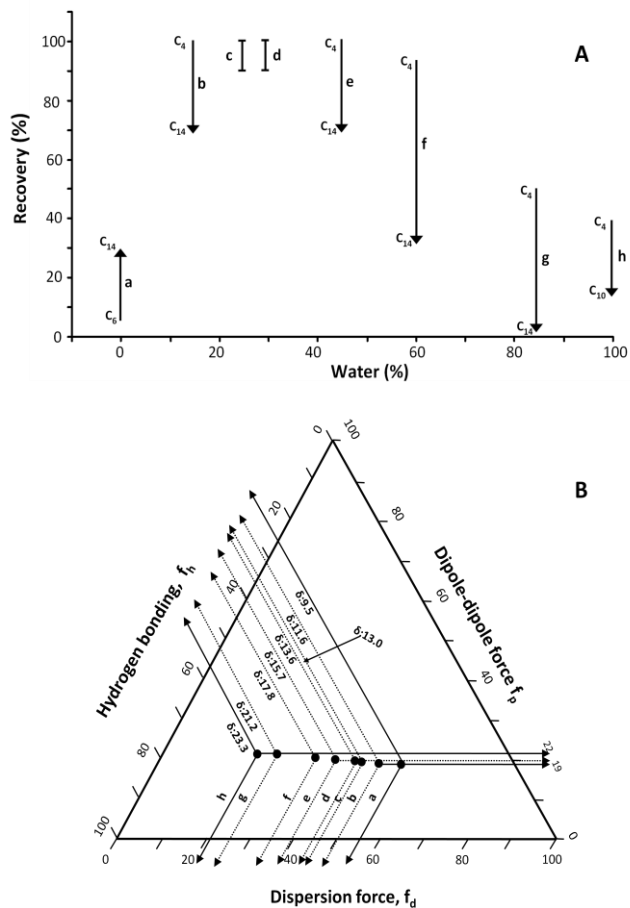 A
Recovery (%)
100
80
60
40
20
0
C4
b
C14
c
d
C4
e
C14
C4
f
C14
C14
a
C6
C4
g
C14
C4
h
C10
0
20
40
60
80
100
Water (%)
B
0
100
20
80
Hydrogen bonding, fh
40
60
Dipole-dipole force fp
δ:9.5
δ:11.6
δ:13.0
δ:13.6
δ:15.7
δ:17.8
δ:21.2
δ:23.3
60
40
80
22
19
h
g
f
e
d
c
b
a
100
0
0
20
40
60
80
100
Dispersion force, fd